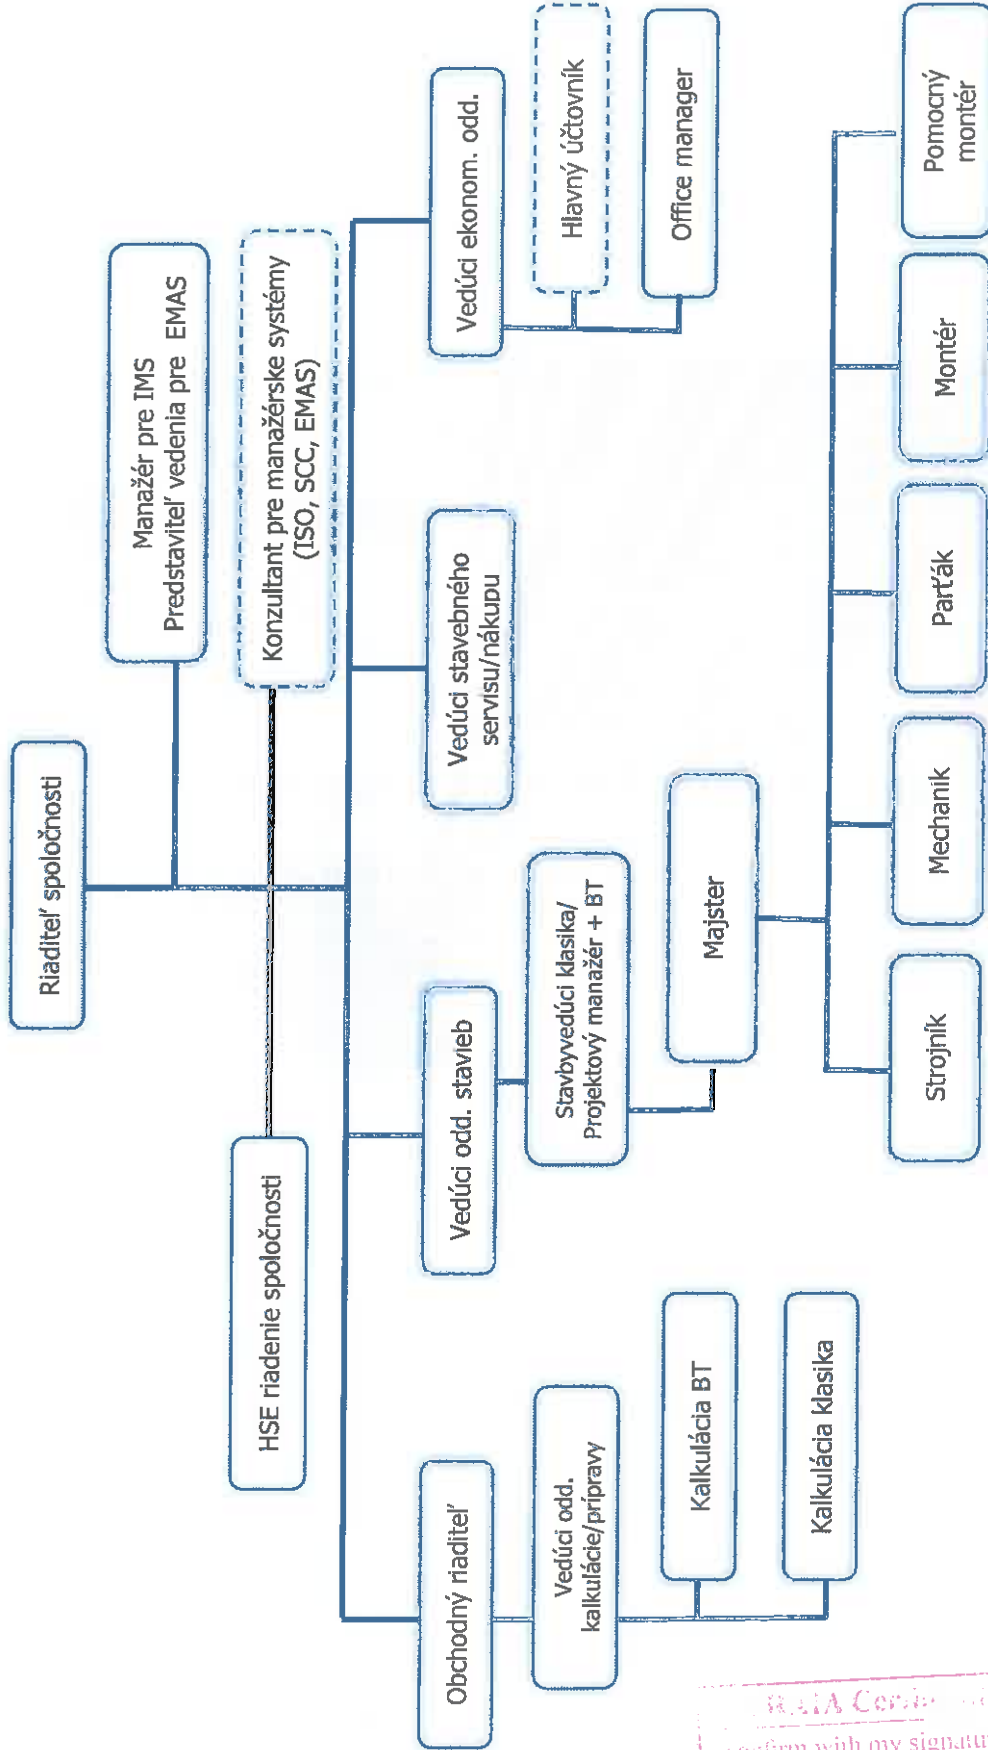 Riaditeľ spoločnosti
Manažér pre IMS
Predstaviteľ vedenia pre EMAS
HSE riadenie spoločnosti
Konzultant pre manažérske systémy
(ISO, SCC, EMAS)
Obchodný riaditeľ
Vedúci odd. stavieb
Vedúci stavebného
servisu/nákupu
Vedúci ekonom. odd.
Vedúci odd.
kalkulácie/prípravy
Stavbyvedúci klasika/
Projektový manažér + BT
Hlavný účtovník
Kalkulácia BT
Majster
Office manager
Kalkulácia klasika
Strojník
Mechanik
Parťák
Montér
Pomocný
montér
with my